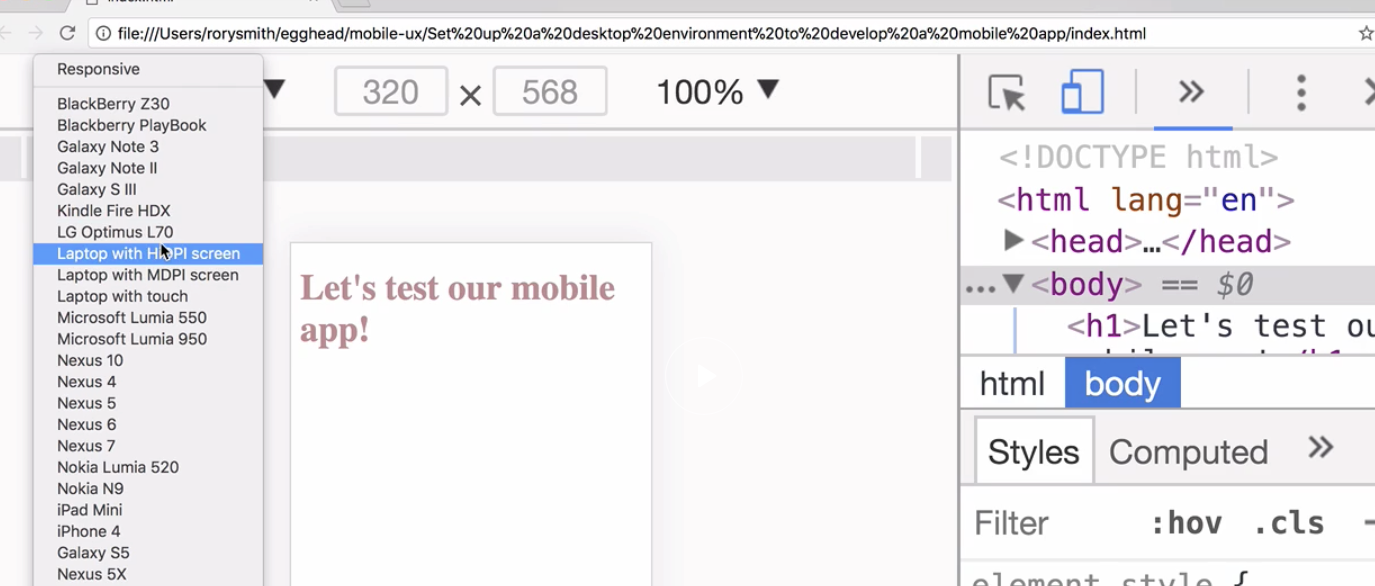 index.html
file:///Users/rorysmith/egghead/mobile-ux/Set%20up%20a%20desktop%20environment%20to%20develop%20a%20mobile%20app/index.html
Responsive
320 × 568 100%
BlackBerry Z30
Blackberry PlayBook
Galaxy Note 3
Galaxy Note II
Galaxy S III
Kindle Fire HDX
LG Optimus L70
Laptop with HiDPI screen
Laptop with MDPI screen
Laptop with touch
Microsoft Lumia 550
Microsoft Lumia 950
Nexus 10
Nexus 4
Nexus 5
Nexus 6
Nexus 7
Nokia Lumia 520
Nokia N9
iPad Mini
iPhone 4
Galaxy S5
Nexus 5X
Let's test our mobile
app!
<!DOCTYPE html>
<html lang="en">
<head>…</head>
…<body> == $0
<h1>Let's test ou
html body
Styles Computed
Filter :hov .cls
element.style {